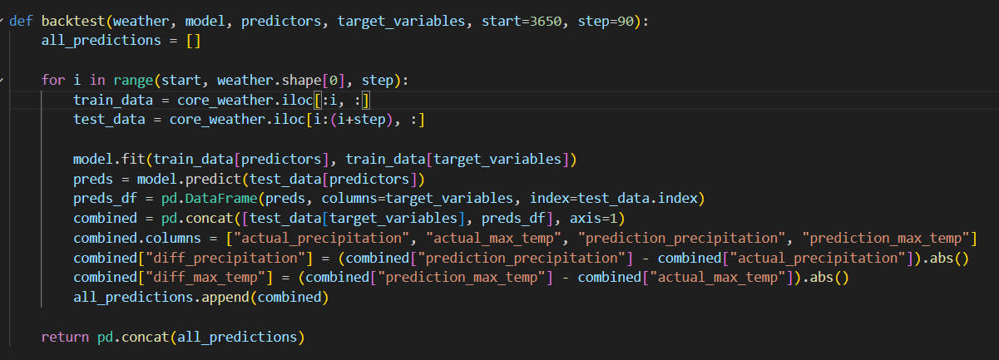 def backtest(weather, model, predictors, target_variables, start=3650, step=90):
    all_predictions = []

    for i in range(start, weather.shape[0], step):
        train_data = core_weather.iloc[:i, :]
        test_data = core_weather.iloc[i:(i+step), :]

        model.fit(train_data[predictors], train_data[target_variables])
        preds = model.predict(test_data[predictors])
        preds_df = pd.DataFrame(preds, columns=target_variables, index=test_data.index)
        combined = pd.concat([test_data[target_variables], preds_df], axis=1)
        combined.columns = ["actual_precipitation", "actual_max_temp", "prediction_precipitation", "prediction_max_temp"]
        combined["diff_precipitation"] = (combined["prediction_precipitation"] - combined["actual_precipitation"]).abs()
        combined["diff_max_temp"] = (combined["prediction_max_temp"] - combined["actual_max_temp"]).abs()
        all_predictions.append(combined)

    return pd.concat(all_predictions)